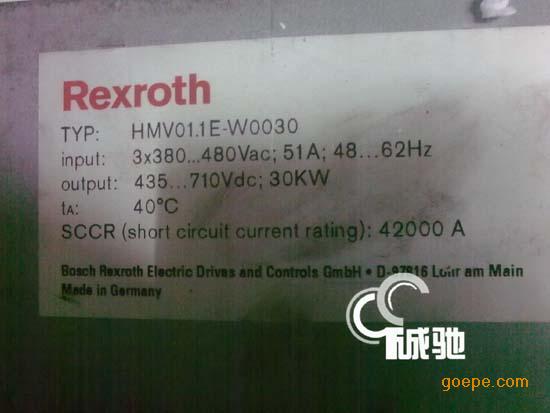 Rexroth
TYP: HMV01.1E-W0030
input: 3x380...480Vac; 51A; 48...62Hz
output: 435...710Vdc; 30KW
tA: 40°C
SCCR (short circuit current rating): 42000 A
Bosch Rexroth Electric Drives and Controls GmbH • D-97816 Lohr am Main
Made in Germany
诚驰
goepe.com